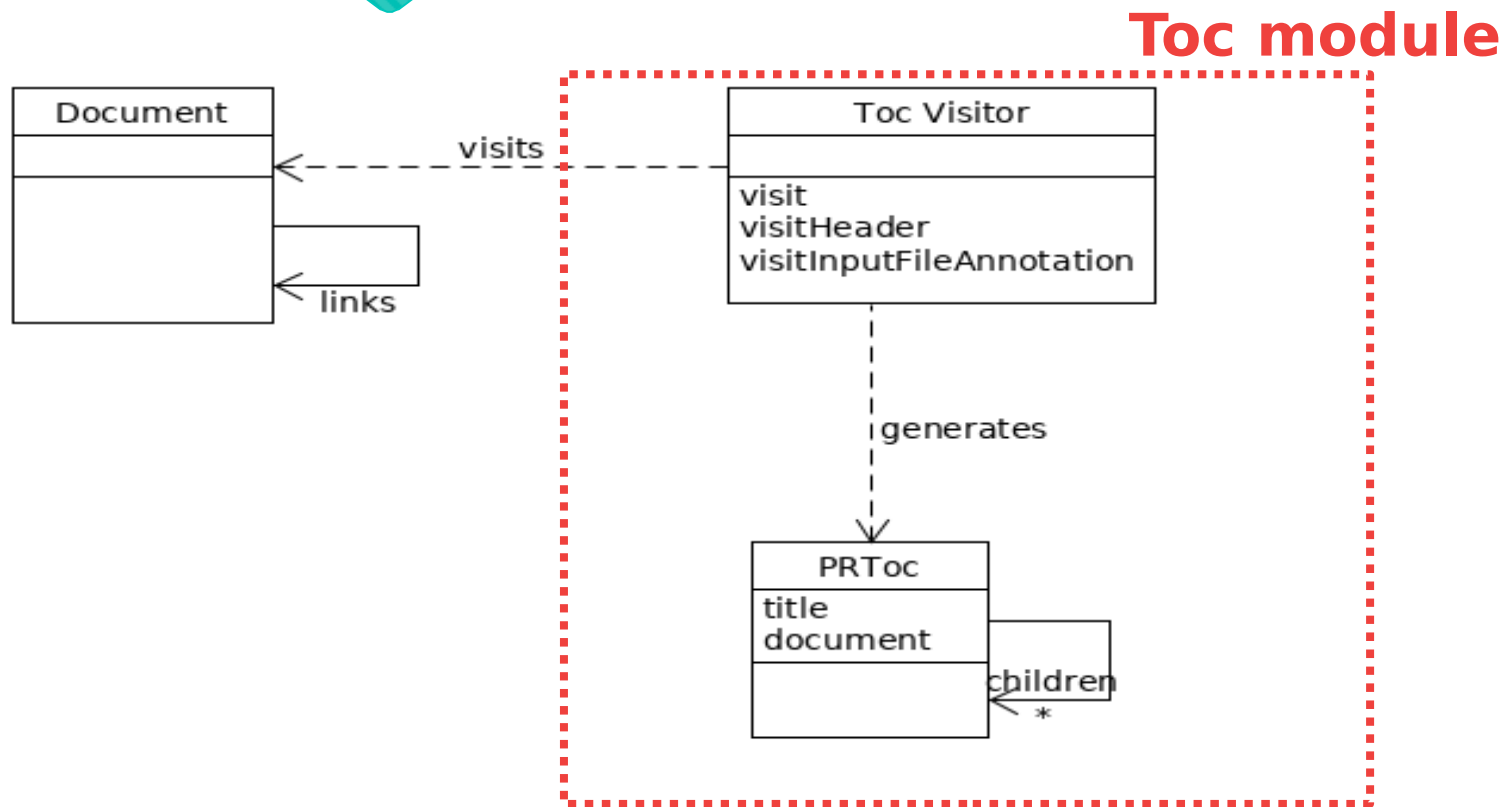 Toc module
Document
Toc Visitor
visits
visit
visitHeader
visitInputFileAnnotation
links
generates
PRToc
title
document
children
*